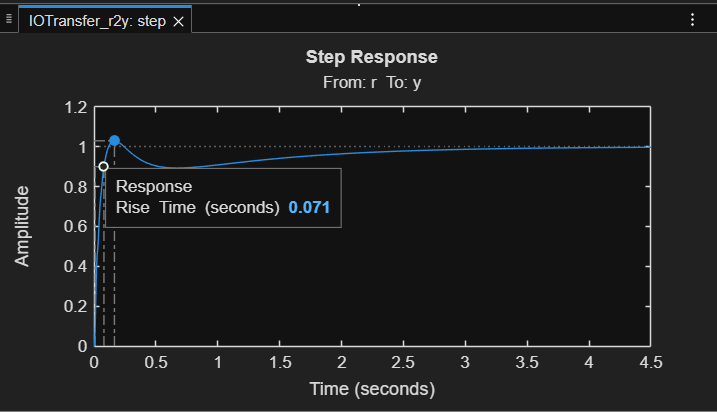 IOTransfer_r2y: step
Step Response
From: r To: y
Amplitude
1.2
1
0.8
0.6
0.4
0.2
0
Response
Rise Time (seconds) 0.071
0 0.5 1 1.5 2 2.5 3 3.5 4 4.5
Time (seconds)